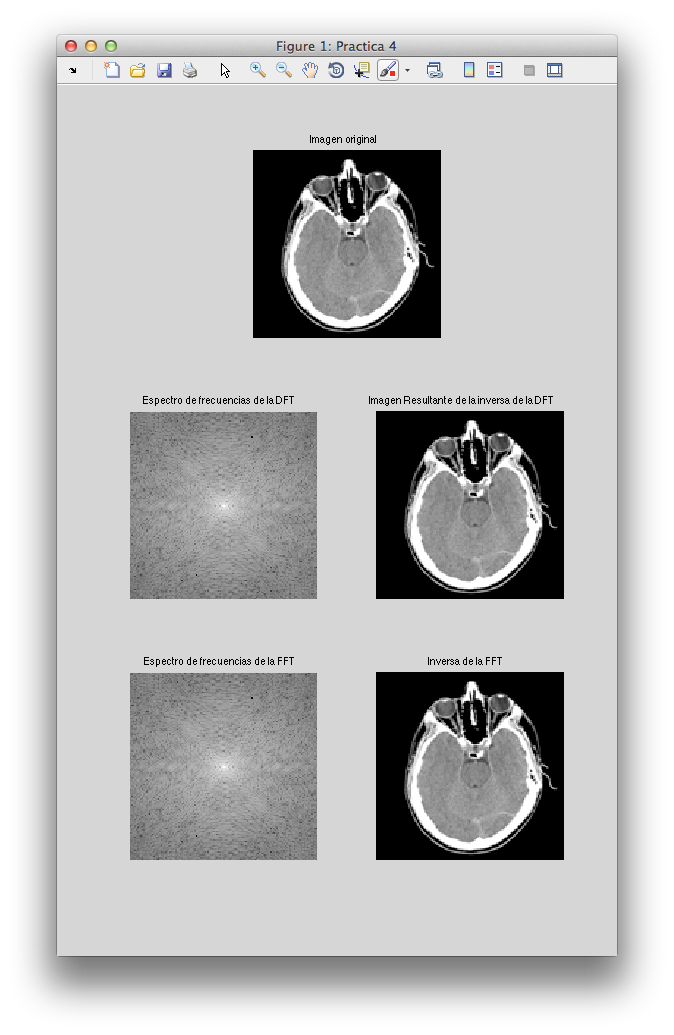 Figure 1: Practica 4
Imagen original
Espectro de frecuencias de la DFT
Imagen Resultante de la inversa de la DFT
Espectro de frecuencias de la FFT
Inversa de la FFT